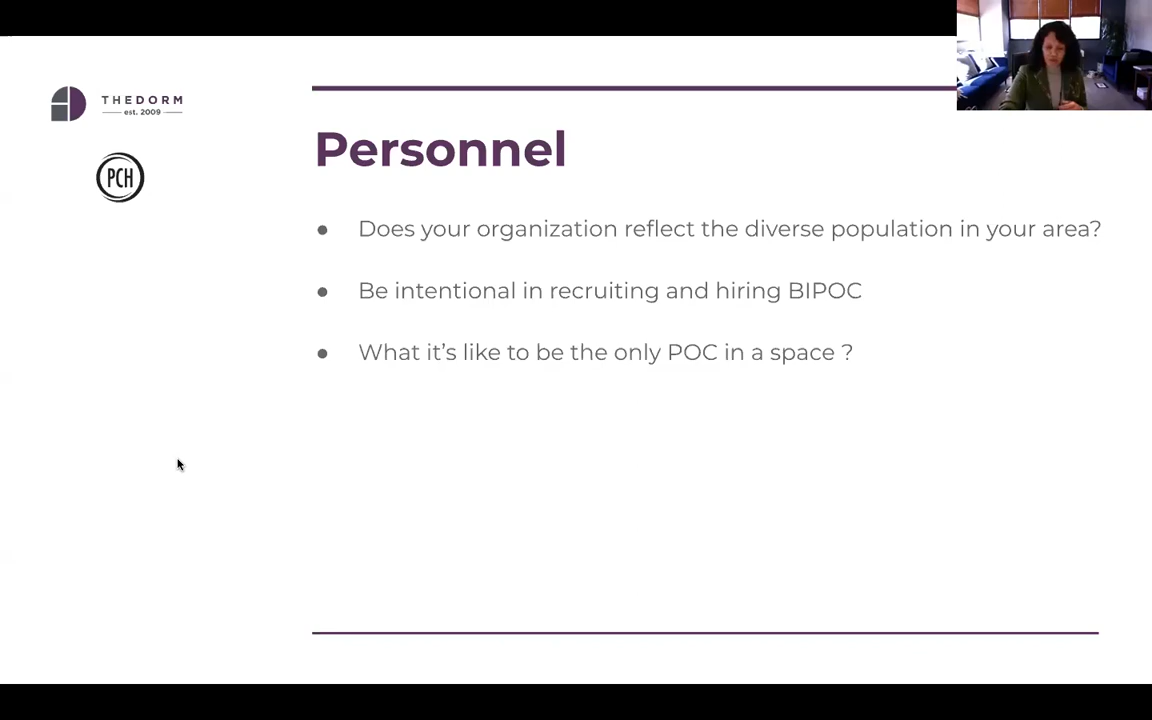 THEDORM
est. 2009
PCH
Personnel
● Does your organization reflect the diverse population in your area?
● Be intentional in recruiting and hiring BIPOC
● What it’s like to be the only POC in a space ?